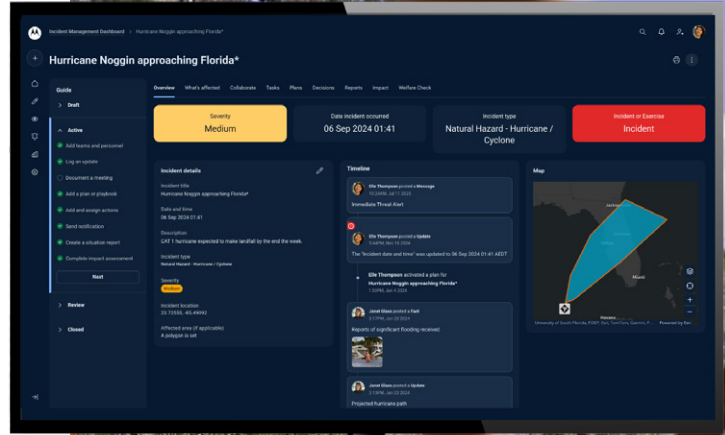 Incident Management Dashboard > Hurricane Noggin approaching Florida*
Hurricane Noggin approaching Florida*
Guide
Draft
Active
Add teams and personnel
Log an update
Document a meeting
Add a plan or playbook
Add and assign actions
Send notification
Create a situation report
Complete impact assessment
Next
Review
Closed
Overview What's affected Collaborate Tasks Plans Decisions Reports Impact Welfare Check
Severity
Medium
Date incident occurred
06 Sep 2024 01:41
Incident type
Natural Hazard - Hurricane /
Cyclone
Incident or Exercise
Incident
Incident details
Incident title
Hurricane Noggin approaching Florida*
Date and time
06 Sep 2024 01:41
Description
CAT 1 hurricane expected to make landfall by the end the week.
Incident type
Natural Hazard - Hurricane / Cyclone
Severity
Medium
Incident location
Affected area (if applicable)
A polygon is set
Timeline
Elle Thompson posted a Message
Immediate Threat Alert
Elle Thompson posted a Update
The "Incident date and time" was updated to 06 Sep 2024 01:41 AEDT
Elle Thompson activated a plan for
Hurricane Noggin approaching Florida*
Janet Glass posted a Fact
Reports of significant flooding received
Janet Glass posted a Update
Projected hurricane path
Map
Miami
Havana
Powered by Esri